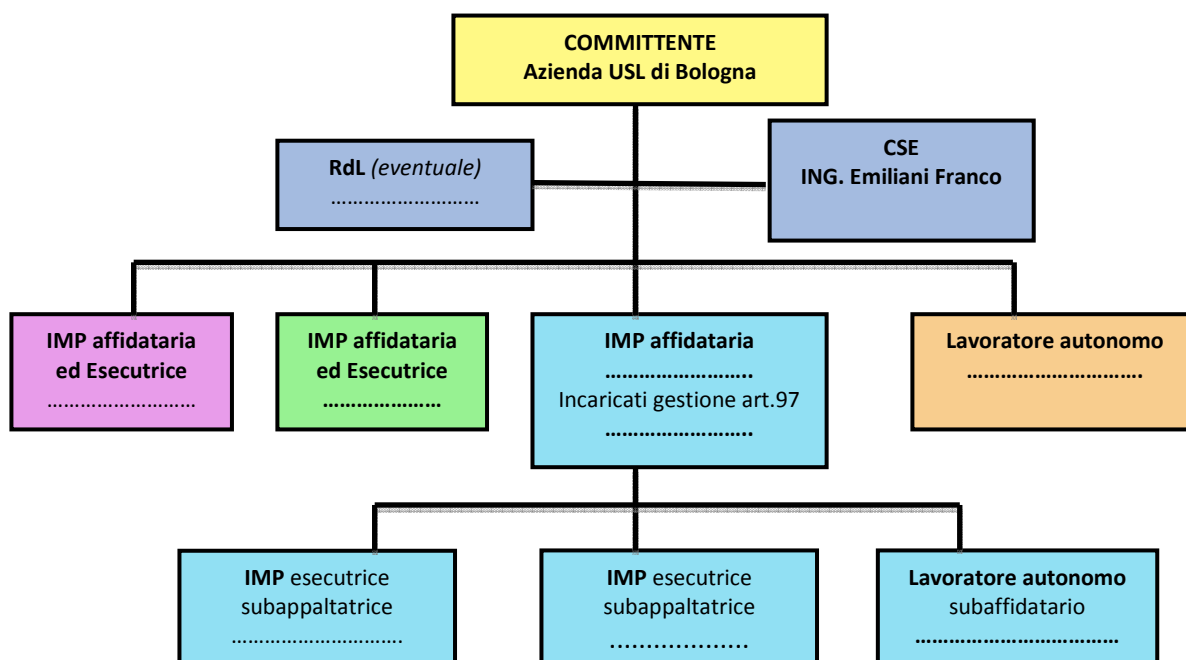 COMMITTENTE
Azienda USL di Bologna
RdL (eventuale)
………………………
CSE
ING. Emiliani Franco
IMP affidataria
ed Esecutrice
………………………
IMP affidataria
ed Esecutrice
…………………
IMP affidataria
……………………..
Incaricati gestione art.97
……………………..
Lavoratore autonomo
………………………….
IMP esecutrice
subappaltatrice
………………………….
IMP esecutrice
subappaltatrice
………………...
Lavoratore autonomo
subaffidatario
………………………………